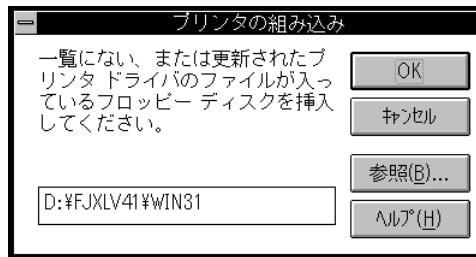 プリンタの組み込み
一覧にない、または更新されたプ
リンタ ドライバのファイルが入っ
ているフロッピー ディスクを挿入
してください。
D:¥FJXLV41¥WIN31
OK
ｷｬﾝｾﾙ
参照(B)...
ﾍﾙﾌﾟ(H)